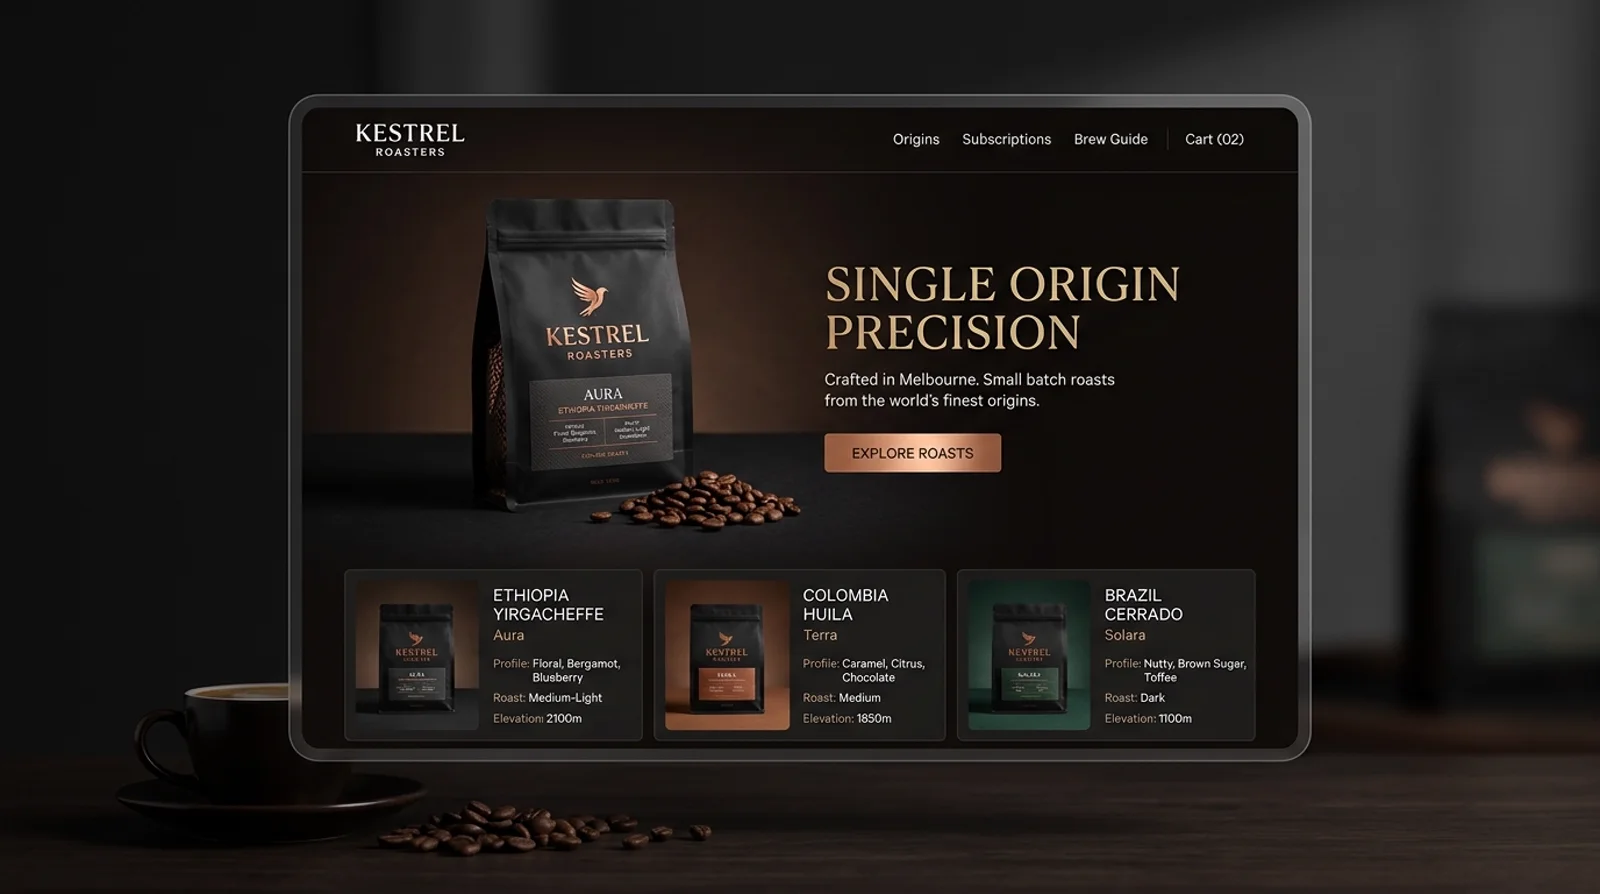 KESTREL
ROASTERS
Origins
Subscriptions
Brew Guide
Cart (02)
KESTREL
ROASTERS
AURA
SINGLE ORIGIN
PRECISION
Crafted in Melbourne. Small batch roasts
from the world's finest origins.
EXPLORE ROASTS
ETHIOPIA
YIRGACHEFFE
Aura
Profile: Floral, Bergamot,
Blueberry
Roast: Medium-Light
Elevation: 2100m
COLOMBIA
HUILA
Terra
Profile: Caramel, Citrus,
Chocolate
Roast: Medium
Elevation: 1850m
BRAZIL
CERRADO
Solara
Profile: Nutty, Brown Sugar,
Toffee
Roast: Dark
Elevation: 1100m